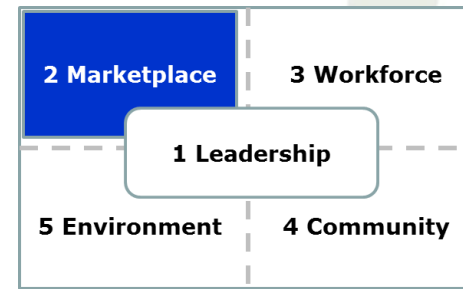 2 Marketplace
3 Workforce
1 Leadership
5 Environment
4 Community